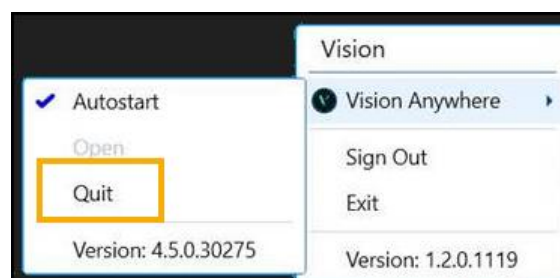 Vision
Autostart
Vision Anywhere
Open
Sign Out
Quit
Exit
Version: 4.5.0.30275
Version: 1.2.0.1119